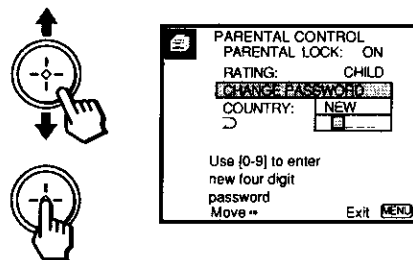 PARENTAL CONTROL
PARENTAL LOCK: ON
RATING: CHILD
CHANGE PASSWORD
COUNTRY: NEW
Use [0-9] to enter
new four digit
password
Move Exit MENU